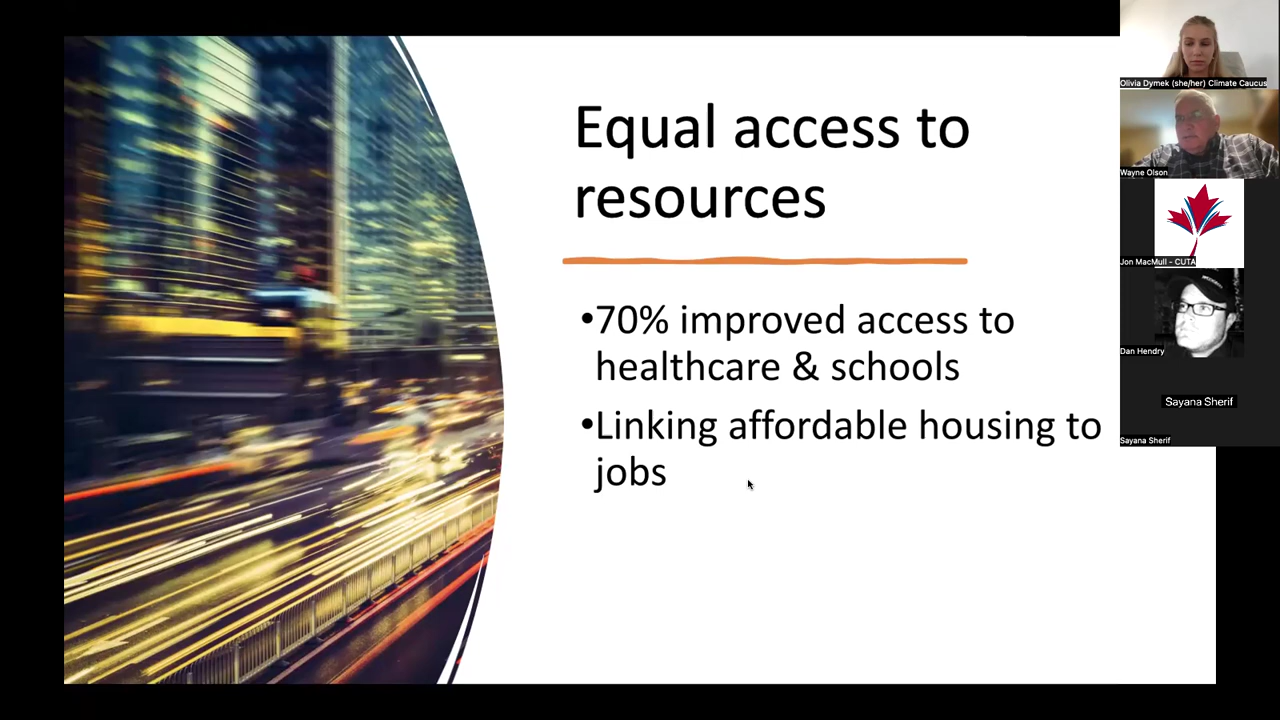 Equal access to
resources
•70% improved access to
healthcare & schools
•Linking affordable housing to
jobs
Olivia Dymek (she/her) Climate Caucus
Wayne Olson
Jon MacMull - CUTA
Dan Hendry
Sayana Sherif
Sayana Sherif